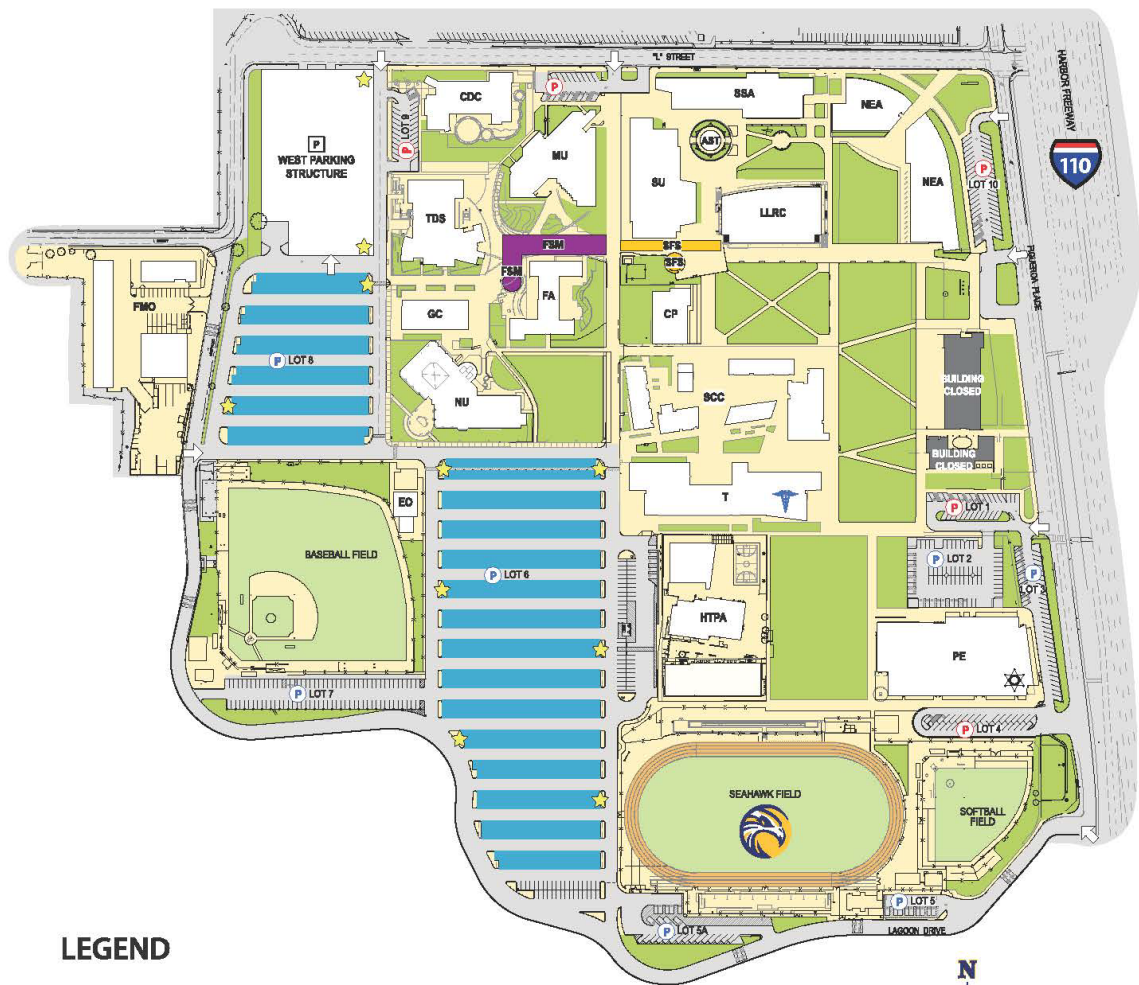 "L" STREET
HARBOR FREEWAY
110
CDC
P
SSA
NEA
P
WEST PARKING
STRUCTURE
LOT 9
P
MU
AST
SU
NEA
P
LOT 10
TDS
LLRC
FSM
SFS
SFS
FSM
FIGUEROA PLACE
FMO
GC
FA
CP
P LOT 8
NU
SCC
BUILDING
CLOSED
BUILDING
CLOSED
EC
T
P LOT 1
BASEBALL FIELD
P LOT 6
P LOT 2
P
LOT 3
HTPA
PE
P LOT 7
P LOT 4
SEAHAWK FIELD
SOFTBALL
FIELD
P LOT 5
P LOT 5A
LAGOON DRIVE
LEGEND
N